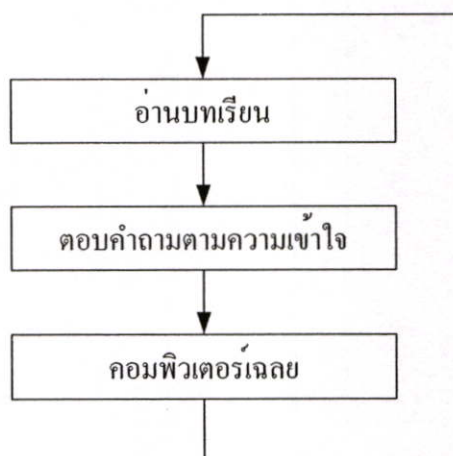 อ่านบทเรียน
ตอบคำถามตามความเข้าใจ
คอมพิวเตอร์เฉลย